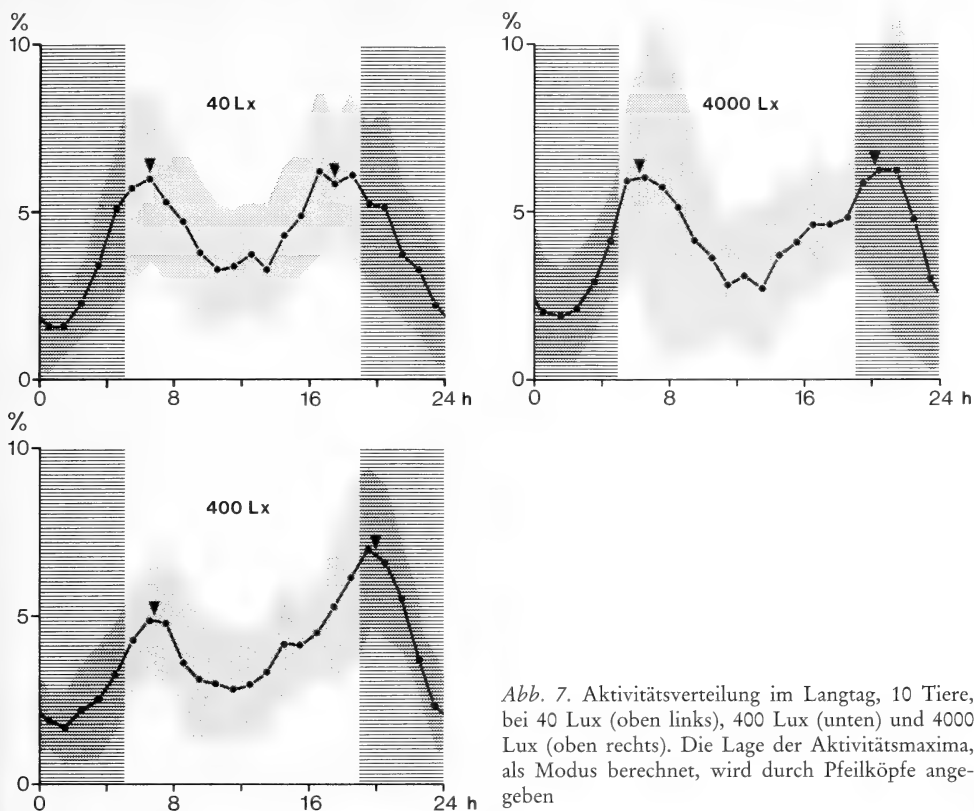 %
10
5
0
40 Lx
0 8 16 24 h
%
10
5
0
4000 Lx
0 8 16 24 h
%
10
5
0
400 Lx
0 8 16 24 h
Abb. 7. Aktivitätsverteilung im Langtag, 10 Tiere,
bei 40 Lux (oben links), 400 Lux (unten) und 4000
Lux (oben rechts). Die Lage der Aktivitätsmaxima,
als Modus berechnet, wird durch Pfeilköpfe ange-
geben